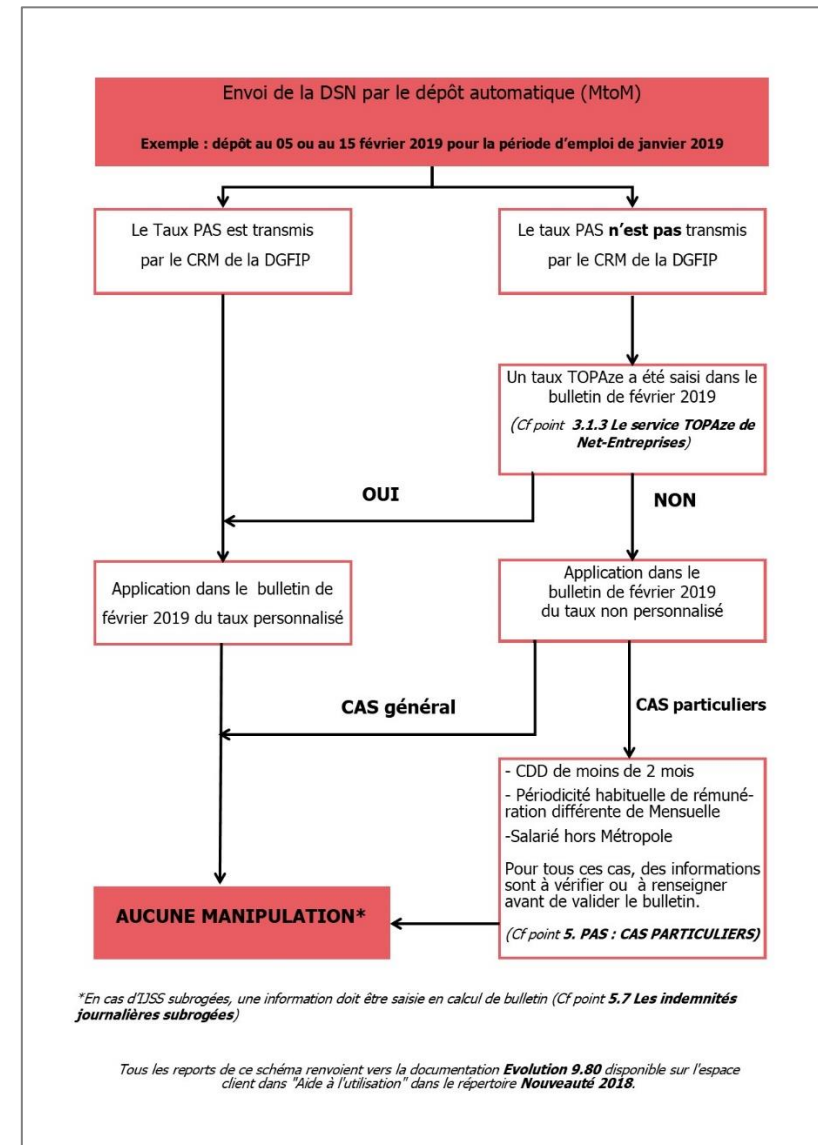 Envoi de la DSN par le dépôt automatique (MtoM)
Exemple : dépôt au 05 ou au 15 février 2019 pour la période d'emploi de janvier 2019
Le Taux PAS est transmis
par le CRM de la DGFIP
Le taux PAS n'est pas transmis
par le CRM de la DGFIP
Un taux TOPAze a été saisi dans le
bulletin de février 2019
(Cf point 3.1.3 Le service TOPAze de
Net-Entreprises)
OUI
NON
Application dans le bulletin de
février 2019 du taux personnalisé
Application dans le
bulletin de février 2019
du taux non personnalisé
CAS général
CAS particuliers
- CDD de moins de 2 mois
- Périodicité habituelle de rémuné-
ration différente de Mensuelle
-Salarié hors Métropole
Pour tous ces cas, des informations
sont à vérifier ou à renseigner
avant de valider le bulletin.
(Cf point 5. PAS : CAS PARTICULIERS)
AUCUNE MANIPULATION*
*En cas d'IJSS subrogées, une information doit être saisie en calcul de bulletin (Cf point 5.7 Les indemnités
journalières subrogées)
Tous les reports de ce schéma renvoient vers la documentation Evolution 9.80 disponible sur l'espace
client dans "Aide à l'utilisation" dans le répertoire Nouveauté 2018.